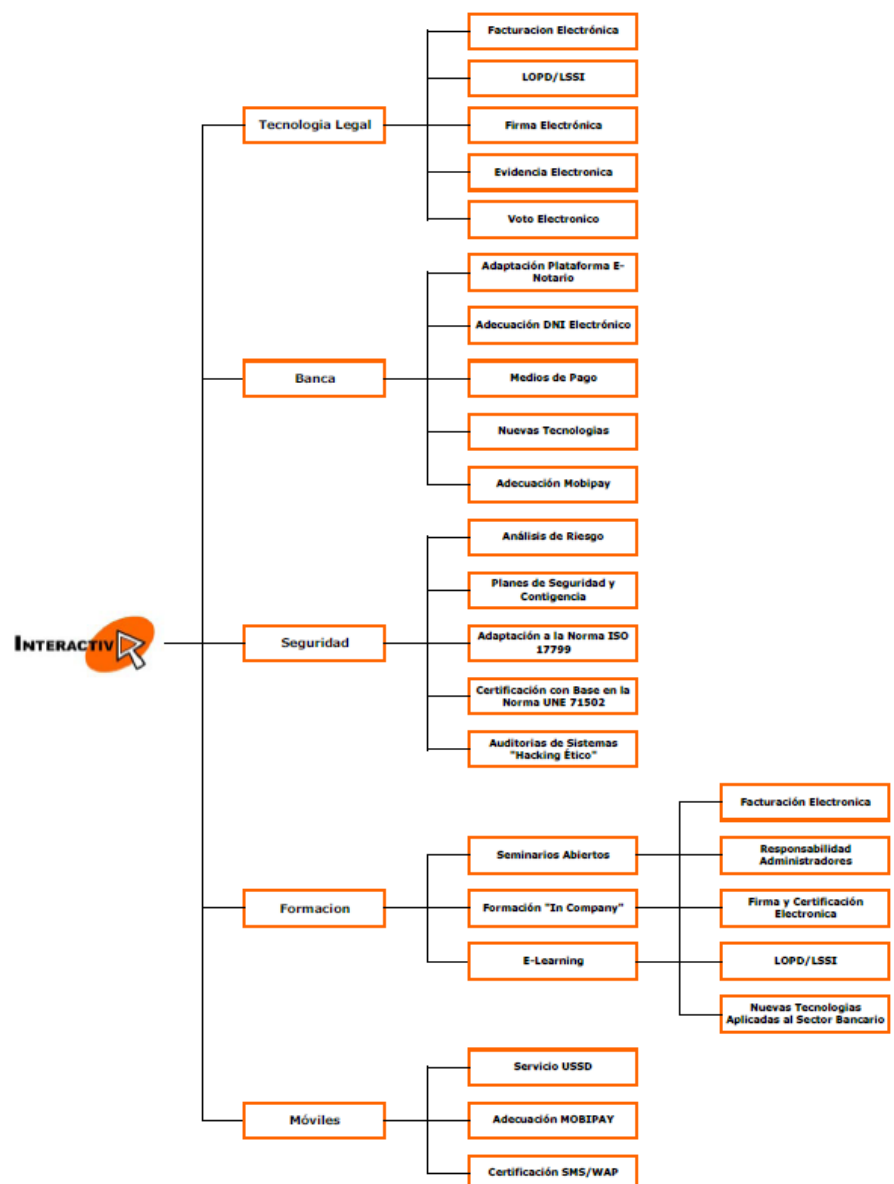 Facturacion Electrónica
LOPD/LSSI
Tecnologia Legal
Firma Electrónica
Evidencia Electronica
Voto Electronico
Adaptación Plataforma E-
Notario
Adecuación DNI Electrónico
Banca
Medios de Pago
Nuevas Tecnologias
Adecuación Mobipay
Análisis de Riesgo
Planes de Seguridad y
Contigencia
INTERACTIV
Seguridad
Adaptación a la Norma ISO
17799
Certificación con Base en la
Norma UNE 71502
Auditorias de Sistemas
"Hacking Ético"
Formacion
Seminarios Abiertos
Formación "In Company"
E-Learning
Facturación Electronica
Responsabilidad
Administradores
Firma y Certificación
Electronica
LOPD/LSSI
Nuevas Tecnologias
Aplicadas al Sector Bancario
Móviles
Servicio USSD
Adecuación MOBIPAY
Certificación SMS/WAP